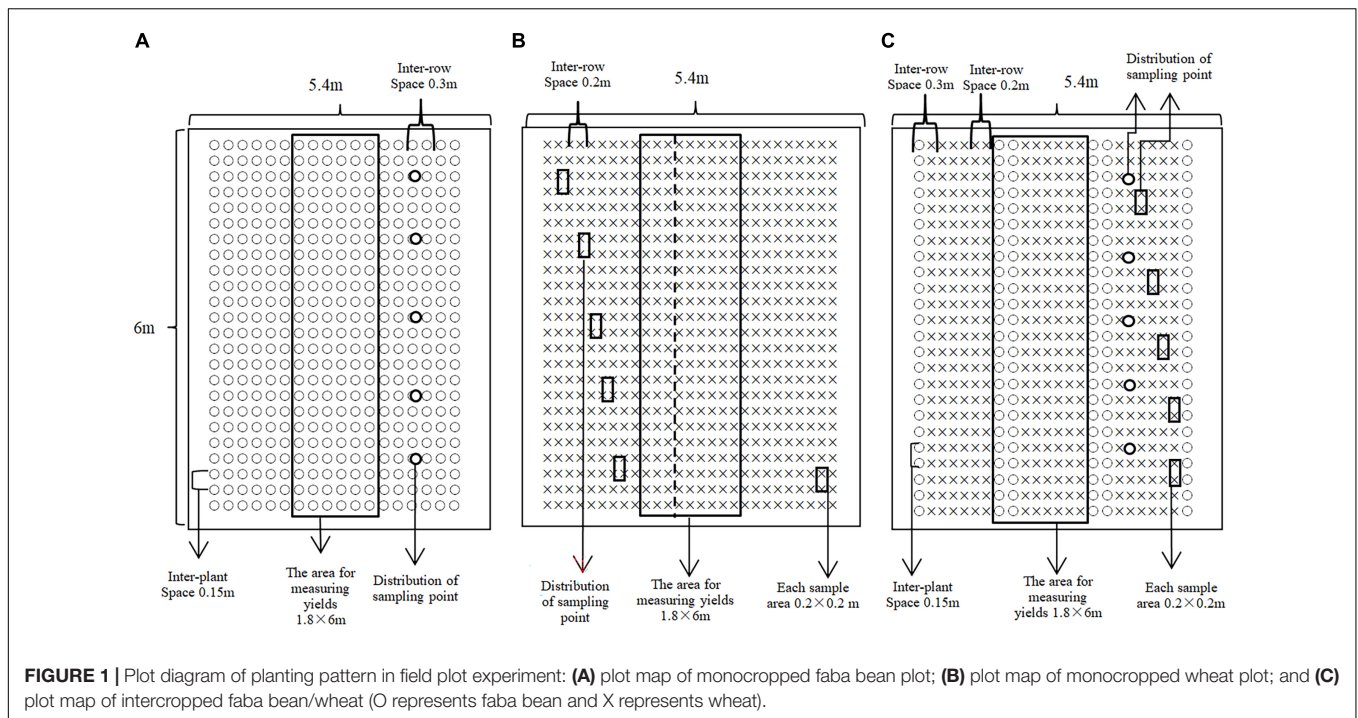 A
B
C
5.4m
Inter-row
Space 0.3m
Inter-row
Space 0.2m
5.4m
Inter-row
Space 0.3m
Inter-row
Space 0.2m
5.4m
Distribution of
sampling point
6m
Inter-plant
Space 0.15m
The area for
measuring
yields
1.8×6m
Distribution of
sampling point
Distribution
of sampling
point
The area for
measuring yields
1.8×6m
Each sample
area 0.2×0.2 m
Inter-plant
Space 0.15m
The area for
measuring
yields 1.8×6m
Each sample
area 0.2×0.2m
FIGURE 1 | Plot diagram of planting pattern in field plot experiment: (A) plot map of monocropped faba bean plot; (B) plot map of monocropped wheat plot; and (C)
plot map of intercropped faba bean/wheat (O represents faba bean and X represents wheat).